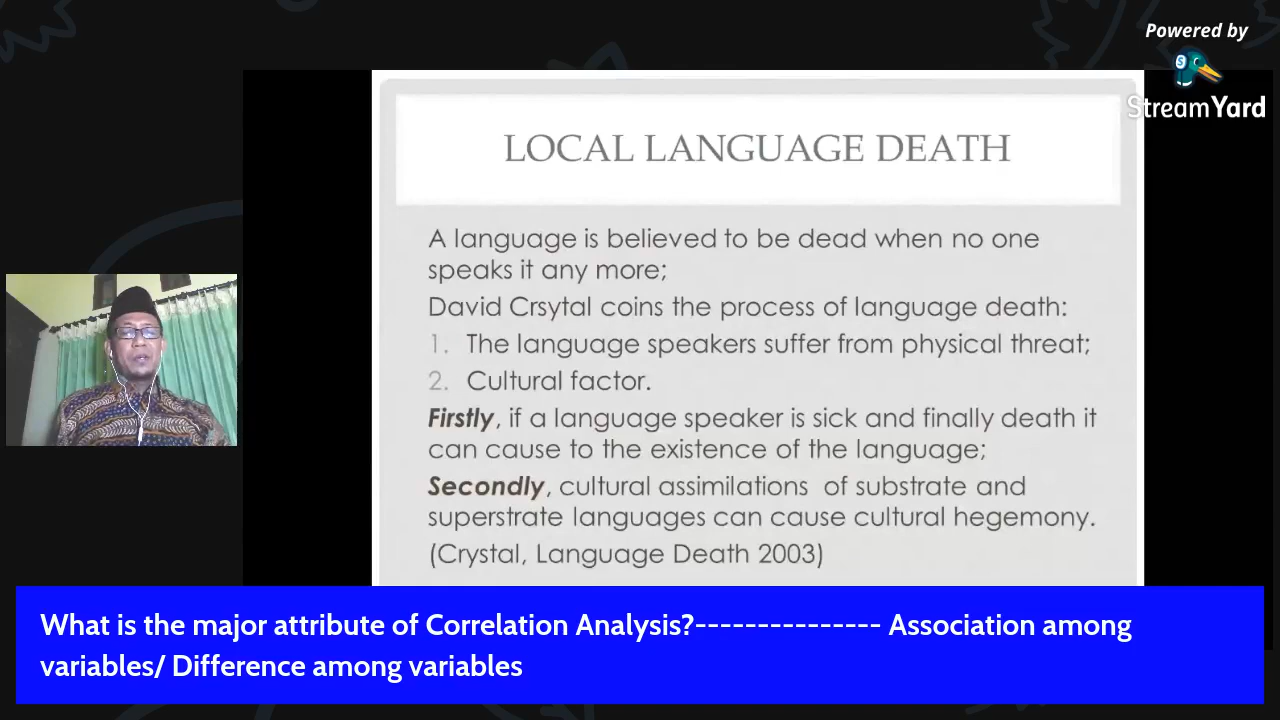 Powered by
StreamYard
LOCAL LANGUAGE DEATH
A language is believed to be dead when no one
speaks it any more;
David Crsytal coins the process of language death:
1. The language speakers suffer from physical threat;
2. Cultural factor.
Firstly, if a language speaker is sick and finally death it
can cause to the existence of the language;
Secondly, cultural assimilations of substrate and
superstrate languages can cause cultural hegemony.
(Crystal, Language Death 2003)
What is the major attribute of Correlation Analysis?--------------- Association among
variables/ Difference among variables